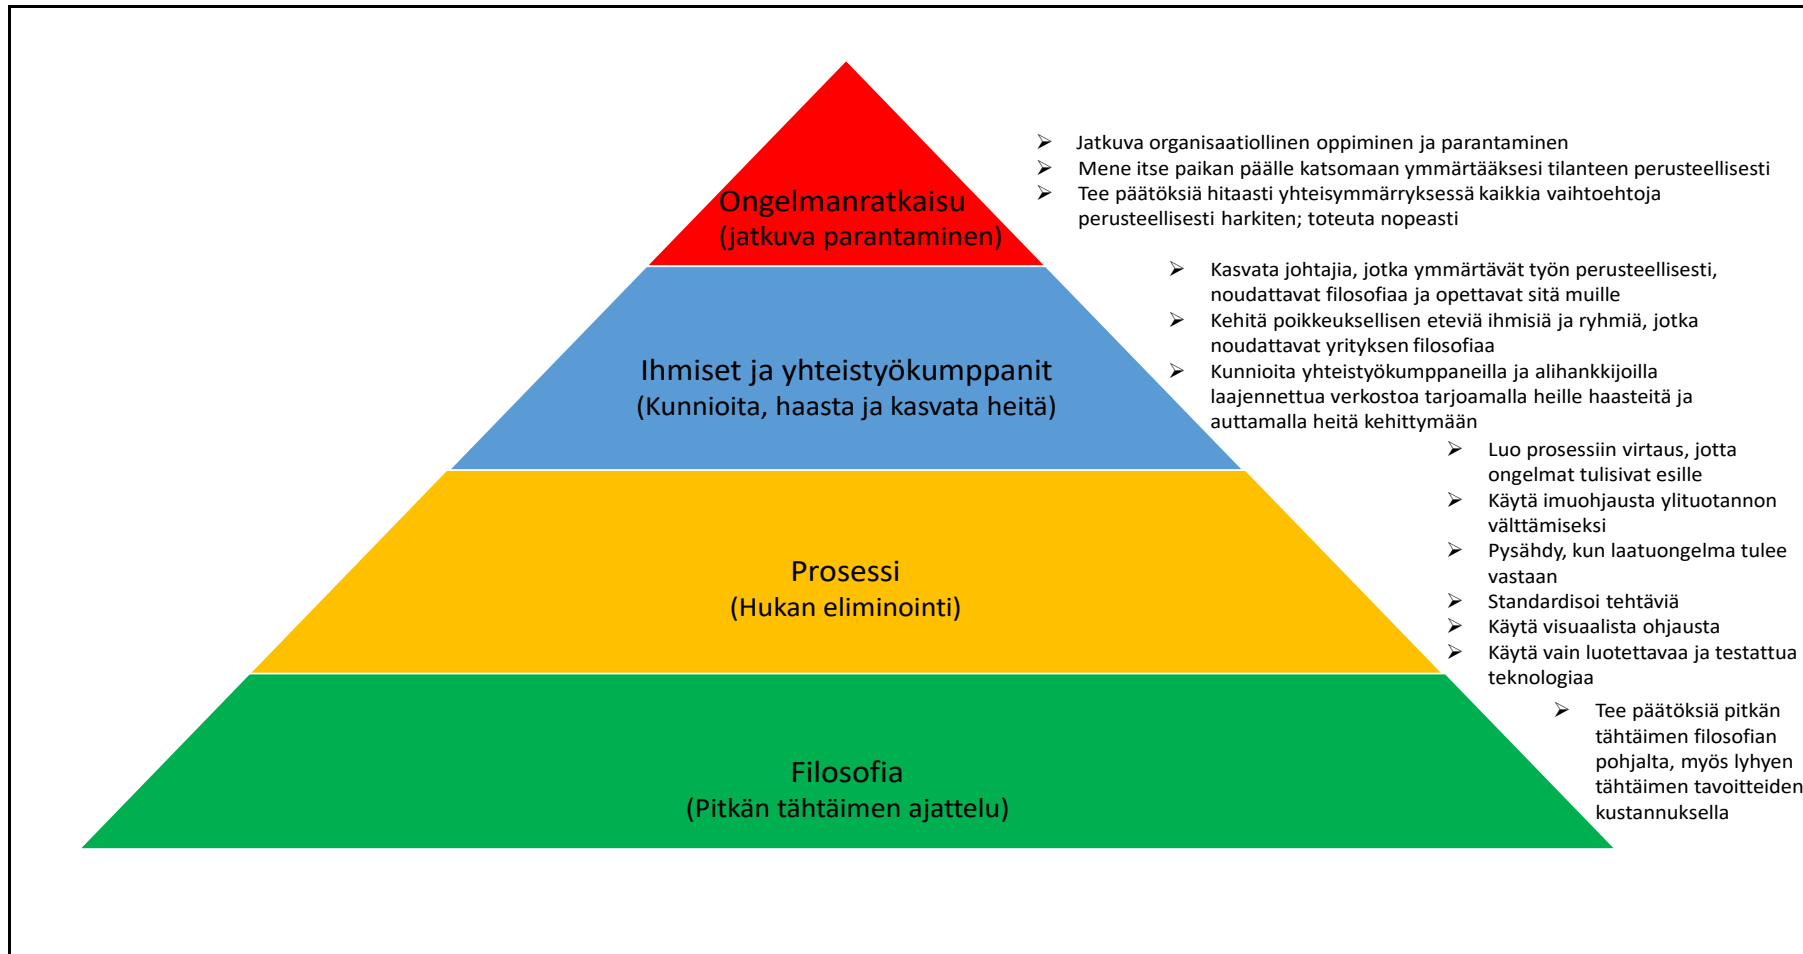 Ongelmanratkaisu
(jatkuva parantaminen)
➢ Jatkuva organisaatiollinen oppiminen ja parantaminen
➢ Mene itse paikan päälle katsomaan ymmärtääksesi tilanteen perusteellisesti
➢ Tee päätöksiä hitaasti yhteisymmärryksessä kaikkia vaihtoehtoja
perusteellisesti harkiten; toteuta nopeasti
Ihmiset ja yhteistyökumppanit
(Kunnioita, haasta ja kasvata heitä)
➢ Kasvata johtajia, jotka ymmärtävät työn perusteellisesti,
noudattavat filosofiaa ja opettavat sitä muille
➢ Kehitä poikkeuksellisen eteviä ihmisiä ja ryhmiä, jotka
noudattavat yrityksen filosofiaa
➢ Kunnioita yhteistyökumppaneilla ja alihankkijoilla
laajennettua verkostoa tarjoamalla heille haasteitä ja
auttamalla heitä kehittymään
Prosessi
(Hukan eliminointi)
➢ Luo prosessiin virtaus, jotta
ongelmat tulisivat esille
➢ Käytä imuohjausta ylituotannon
välttämiseksi
➢ Pysähdy, kun laatuongelma tulee
vastaan
➢ Standardisoi tehtäviä
➢ Käytä visuaalista ohjausta
➢ Käytä vain luotettavaa ja testattua
teknologiaa
Filosofia
(Pitkän tähtäimen ajattelu)
➢ Tee päätöksiä pitkän
tähtäimen filosofian
pohjalta, myös lyhyen
tähtäimen tavoitteiden
kustannuksella